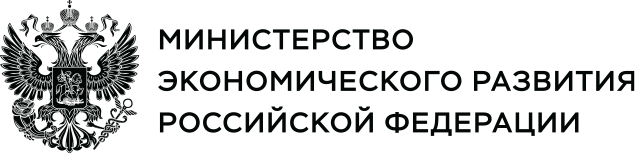 МИНИСТЕРСТВО
ЭКОНОМИЧЕСКОГО РАЗВИТИЯ
РОССИЙСКОЙ ФЕДЕРАЦИИ